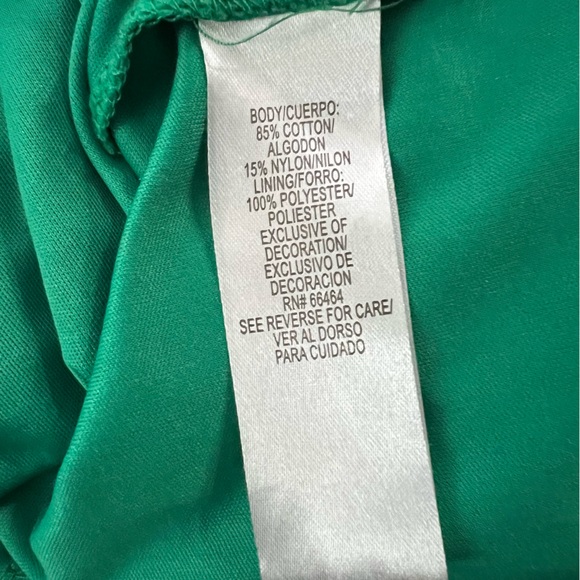 BODY/CUERPO:
85% COTTON/
ALGODON
15% NYLON/NILON
LINING/FORRO:
100% POLYESTER/
POLIESTER
EXCLUSIVE OF
DECORATION/
EXCLUSIVO DE
DECORACION
RN# 66464
SEE REVERSE FOR CARE/
VER AL DORSO
PARA CUIDADO